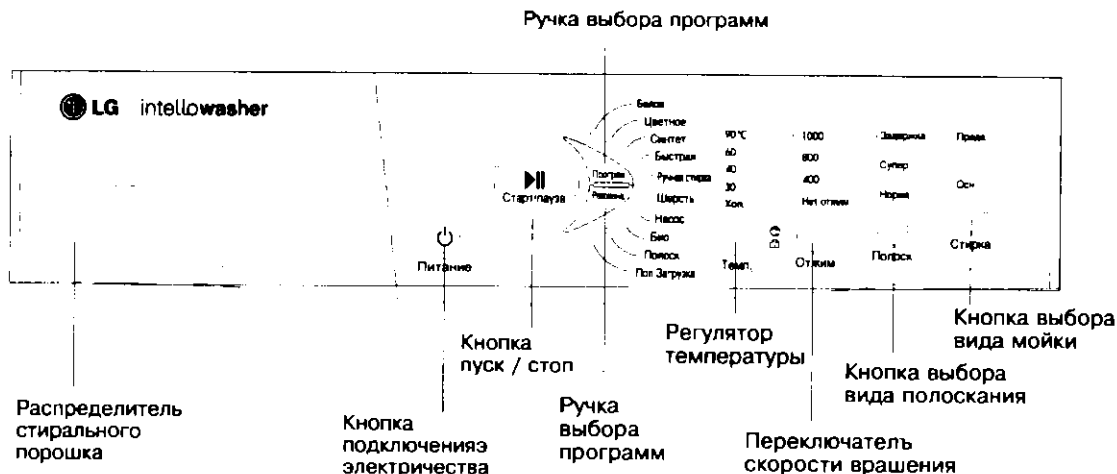 Ручка выбора программ
LG intellowasher
Белое
Цветное
Синтет
Быстрая
Ручная стирка
Шерсть
Насос
Био
Полоск
Пол Загрузка
Програм
Старт/пауза
Питание
90°C
60
40
30
Хол.
Темп.
1000
800
400
Нет отжим
Отжим
Задержка
Супер
Норма
Полоск
Предв
Осн
Стирка
Кнопка
пуск / стоп
Регулятор
температуры
Кнопка выбора
вида мойки
Кнопка выбора
вида полоскания
Распределитель
стирального
порошка
Кнопка
подключенияэ
электричества
Ручка
выбора
программ
Переключатель
скорости вращения